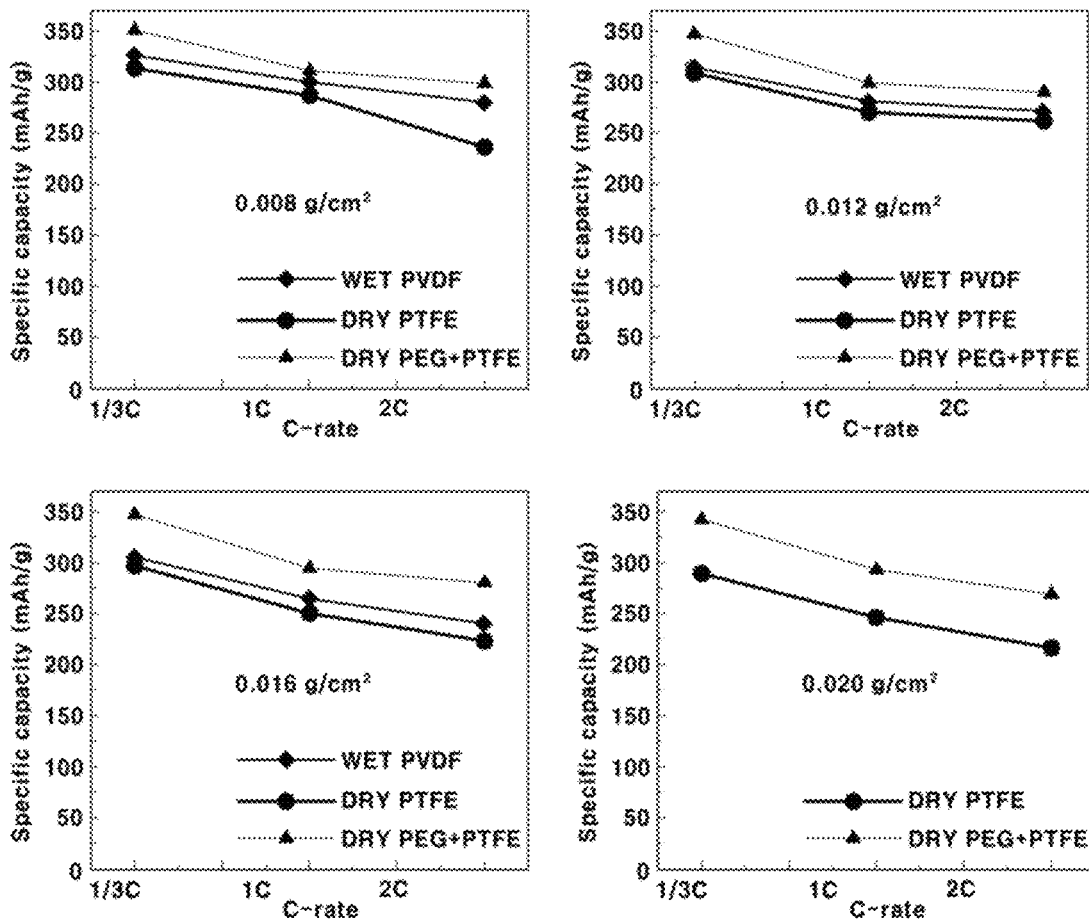 Specific capacity (mAh/g)
350
300
250
200
150
100
50
0
0.008 g/cm²
WET PVDF
DRY PTFE
DRY PEG+PTFE
1/3C 1C 2C
C-rate
Specific capacity (mAh/g)
350
300
250
200
150
100
50
0
0.012 g/cm²
WET PVDF
DRY PTFE
DRY PEG+PTFE
1/3C 1C 2C
C-rate
Specific capacity (mAh/g)
350
300
250
200
150
100
50
0
0.016 g/cm²
WET PVDF
DRY PTFE
DRY PEG+PTFE
1/3C 1C 2C
C-rate
Specific capacity (mAh/g)
350
300
250
200
150
100
50
0
0.020 g/cm²
DRY PTFE
DRY PEG+PTFE
1/3C 1C 2C
C-rate